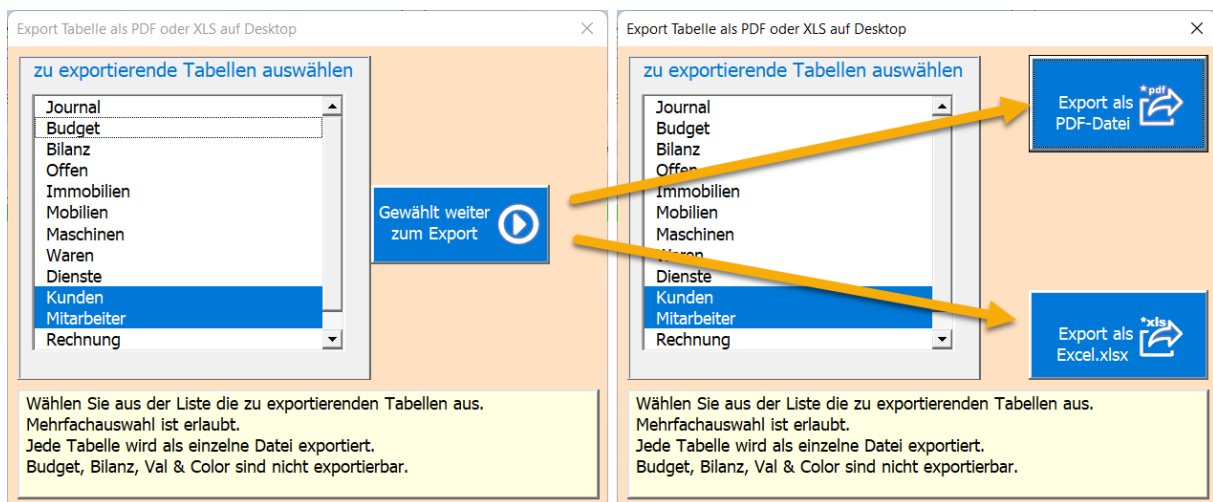 Export Tabelle als PDF oder XLS auf Desktop
zu exportierende Tabellen auswählen
Journal
Budget
Bilanz
Offen
Immobilien
Mobilien
Maschinen
Waren
Dienste
Kunden
Mitarbeiter
Rechnung
Gewählt weiter
zum Export
Wählen Sie aus der Liste die zu exportierenden Tabellen aus.
Mehrfachauswahl ist erlaubt.
Jede Tabelle wird als einzelne Datei exportiert.
Budget, Bilanz, Val & Color sind nicht exportierbar.
Export Tabelle als PDF oder XLS auf Desktop
zu exportierende Tabellen auswählen
Journal
Budget
Bilanz
Offen
Immobilien
Mobilien
Maschinen
Waren
Dienste
Kunden
Mitarbeiter
Rechnung
*pdf
Export als
PDF-Datei
*xls
Export als
Excel.xlsx
Wählen Sie aus der Liste die zu exportierenden Tabellen aus.
Mehrfachauswahl ist erlaubt.
Jede Tabelle wird als einzelne Datei exportiert.
Budget, Bilanz, Val & Color sind nicht exportierbar.